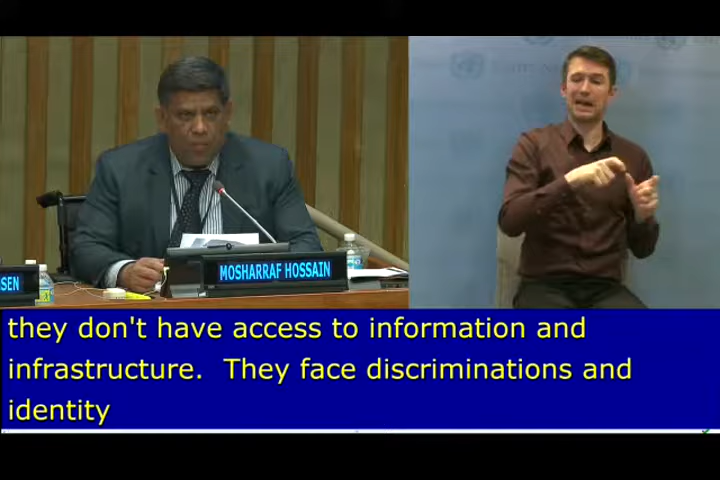 SEN
MOSHARRAF HOSSAIN
they don't have access to information and
infrastructure.  They face discriminations and
identity